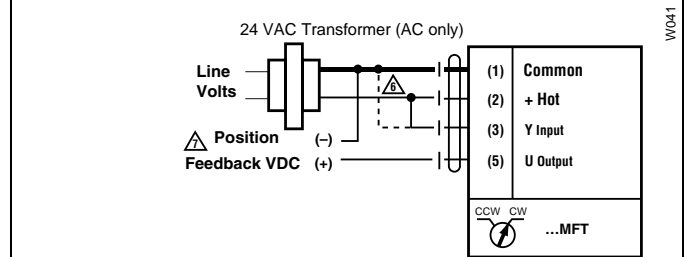 24 VAC Transformer (AC only)
W041
Line
Volts
(1) Common
6
(2) + Hot
(3) Y Input
7 Position (–)
Feedback VDC (+)
(5) U Output
CCW CW
...MFT